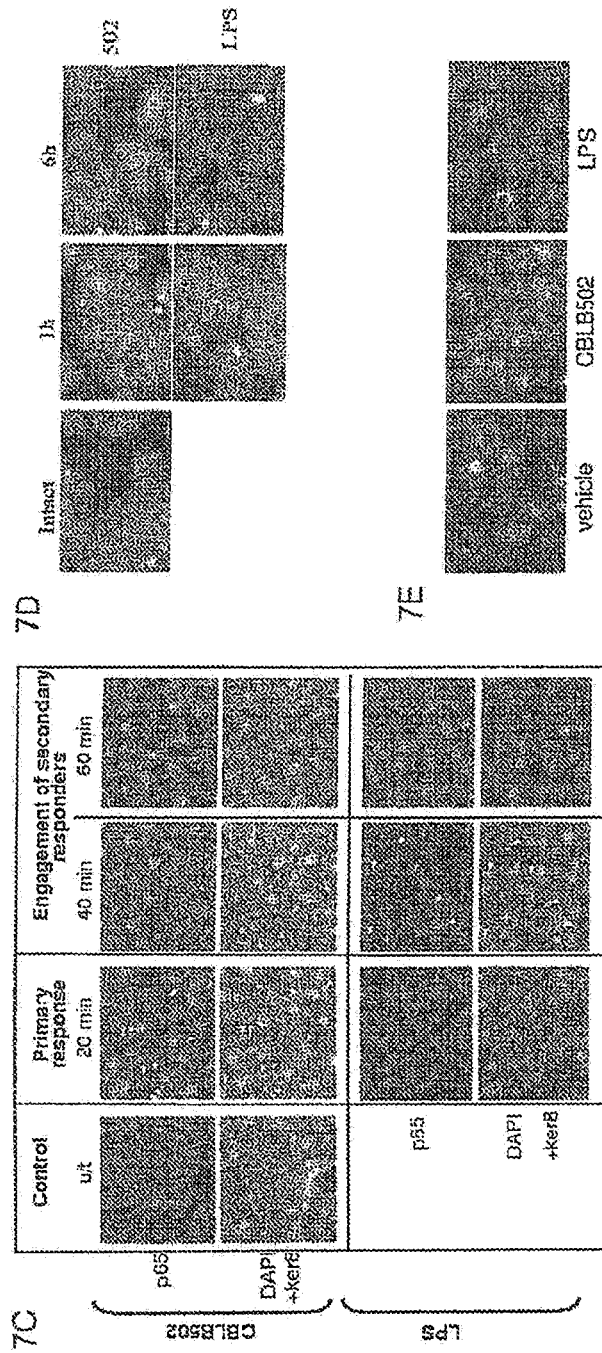 7C
Control
Primary
response
Engagement of secondary
responders
u/t
20 min
40 min
60 min
CBLB502
p65
DAPI
+ker8
LPS
p65
DAPI
+ker8
7D
Intact
1h
6h
502
LPS
7E
vehicle
CBLB502
LPS